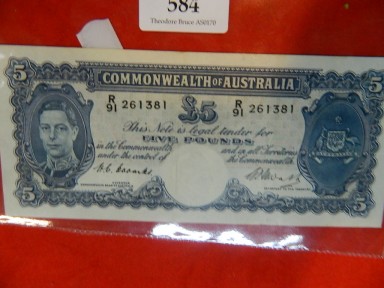 584
Theodore Bruce AS0570
5 5
COMMONWEALTH OF AUSTRALIA
R/91 261381 £5 R/91 261381
This Note is legal tender for
FIVE POUNDS
in the Commonwealth and in all Territories
under the control of the Commonwealth
5 5